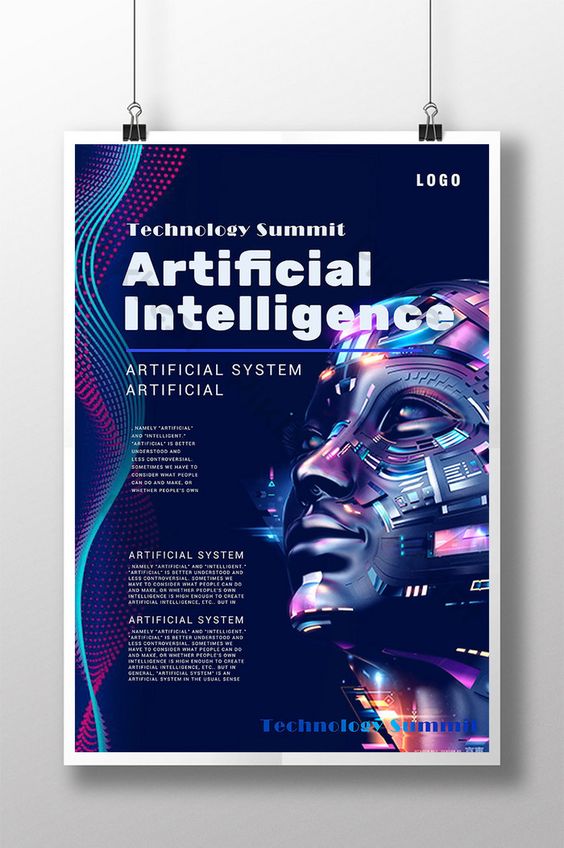 LOGO
Technology Summit
Artificial
Intelligence
ARTIFICIAL SYSTEM
ARTIFICIAL
, NAMELY "ARTIFICIAL"
AND "INTELLIGENT."
"ARTIFICIAL" IS BETTER
UNDERSTOOD AND
LESS CONTROVERSIAL.
SOMETIMES WE HAVE TO
CONSIDER WHAT PEOPLE
CAN DO AND MAKE, OR
WHETHER PEOPLE'S OWN
ARTIFICIAL SYSTEM
, NAMELY "ARTIFICIAL" AND "INTELLIGENT."
"ARTIFICIAL" IS BETTER UNDERSTOOD AND
LESS CONTROVERSIAL. SOMETIMES WE
HAVE TO CONSIDER WHAT PEOPLE CAN DO
AND MAKE, OR WHETHER PEOPLE'S OWN
INTELLIGENCE IS HIGH ENOUGH TO CREATE
ARTIFICIAL INTELLIGENCE, ETC.. BUT IN
ARTIFICIAL SYSTEM
, NAMELY "ARTIFICIAL" AND "INTELLIGENT."
"ARTIFICIAL" IS BETTER UNDERSTOOD AND
LESS CONTROVERSIAL. SOMETIMES WE
HAVE TO CONSIDER WHAT PEOPLE CAN DO
AND MAKE, OR WHETHER PEOPLE'S OWN
INTELLIGENCE IS HIGH ENOUGH TO CREATE
ARTIFICIAL INTELLIGENCE, ETC.. BUT IN
GENERAL, "ARTIFICIAL SYSTEM" IS AN
ARTIFICIAL SYSTEM IN THE USUAL SENSE
Technology Summit